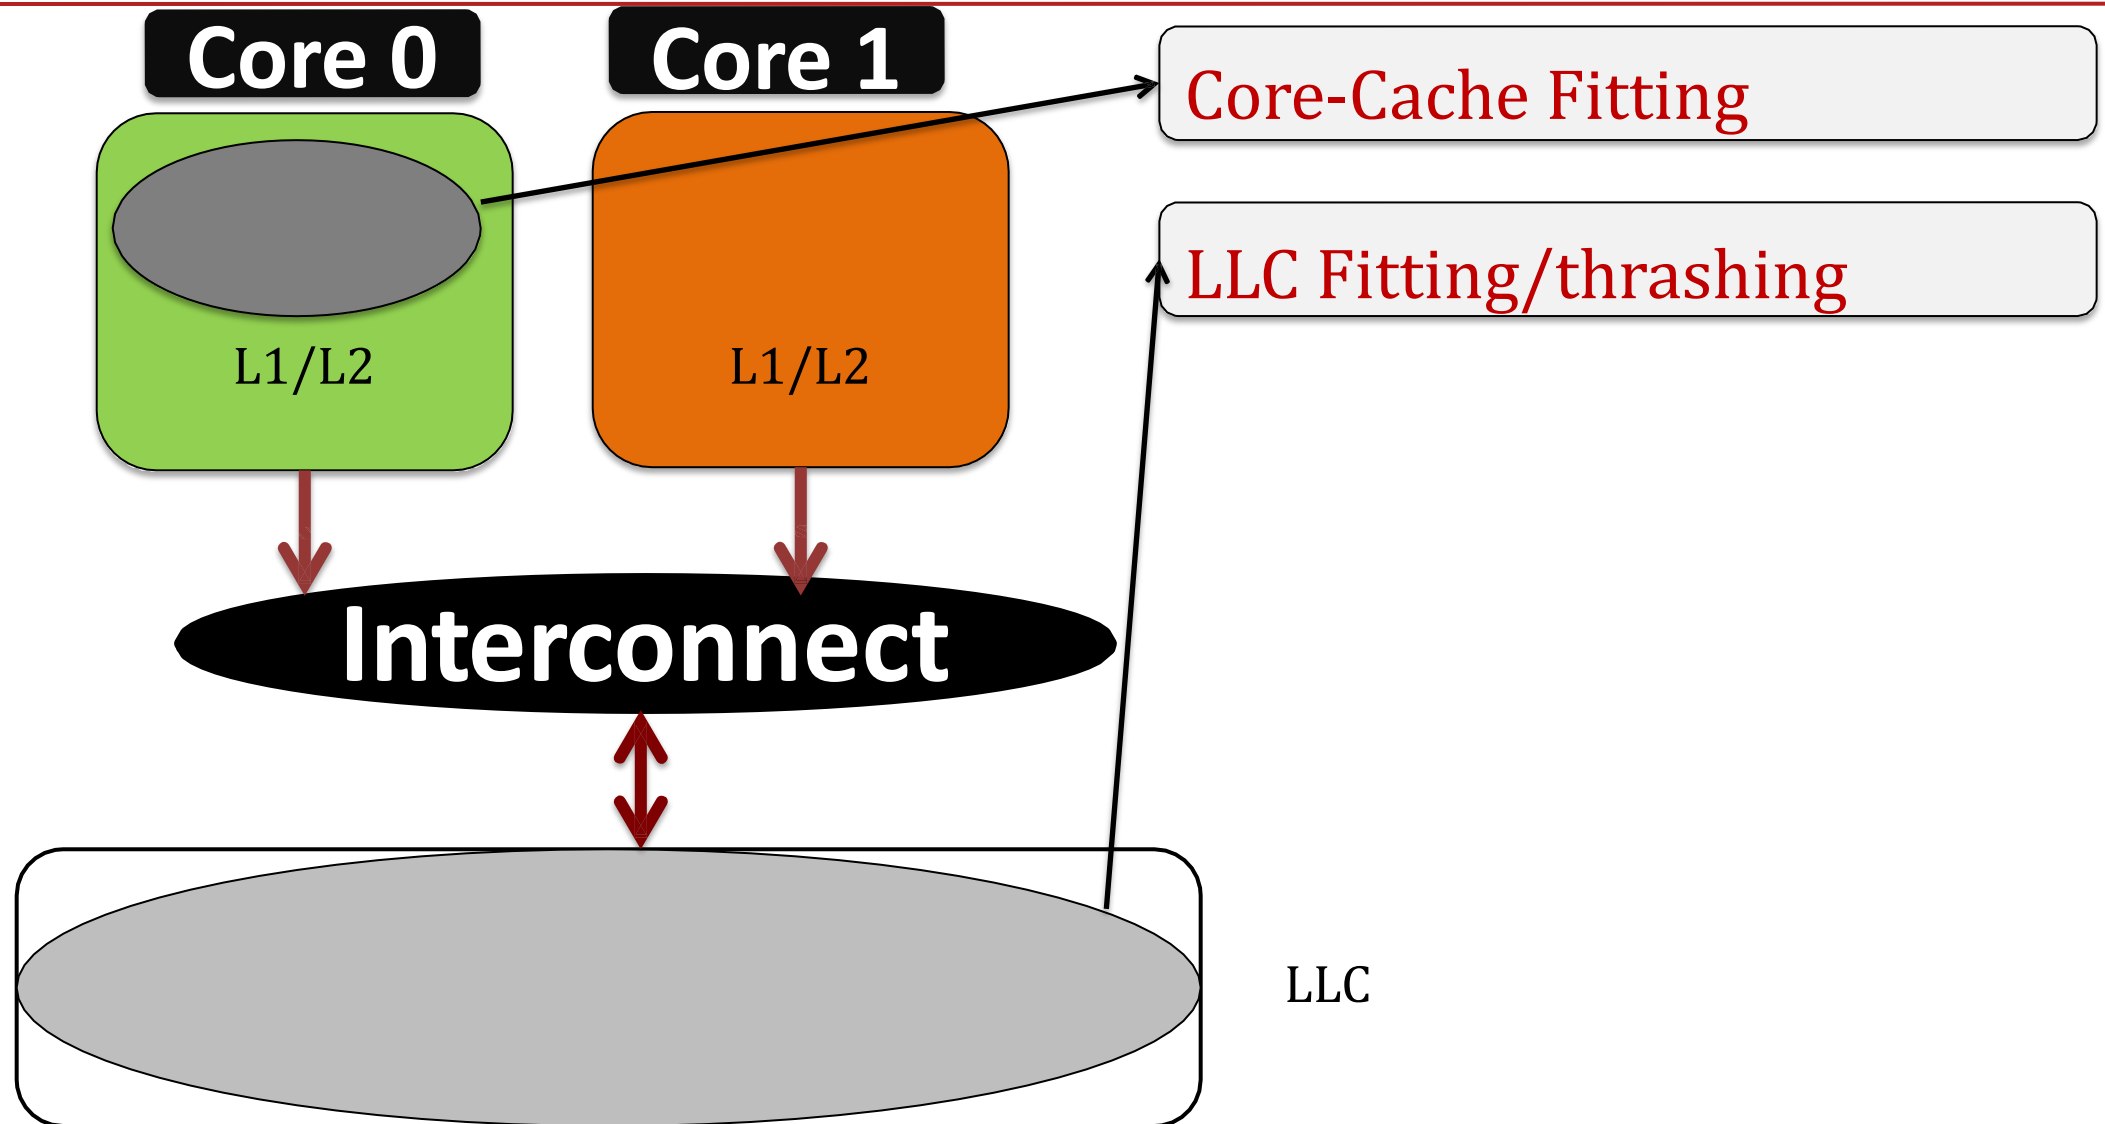 Core 0
Core 1
Core-Cache Fitting
LLC Fitting/thrashing
L1/L2
L1/L2
Interconnect
LLC